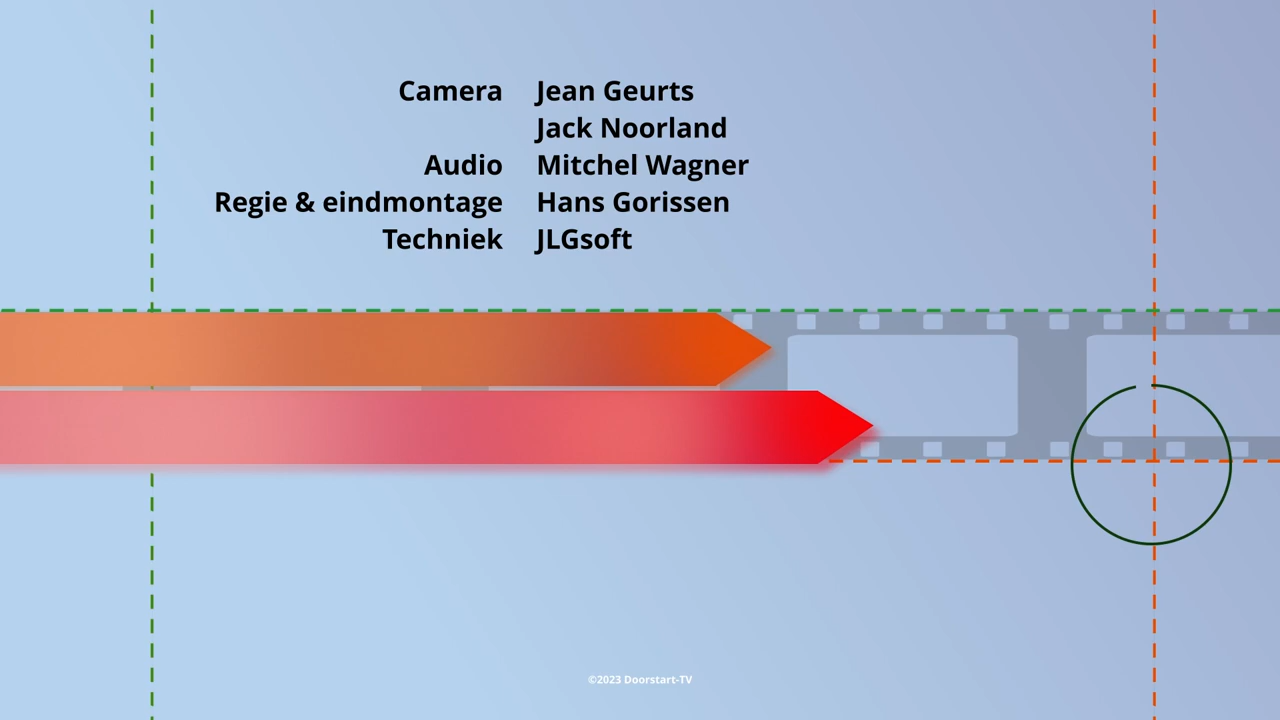 Camera Jean Geurts
Jack Noorland
Audio Mitchel Wagner
Regie & eindmontage Hans Gorissen
Techniek JLGsoft
©2023 Doorstart-TV